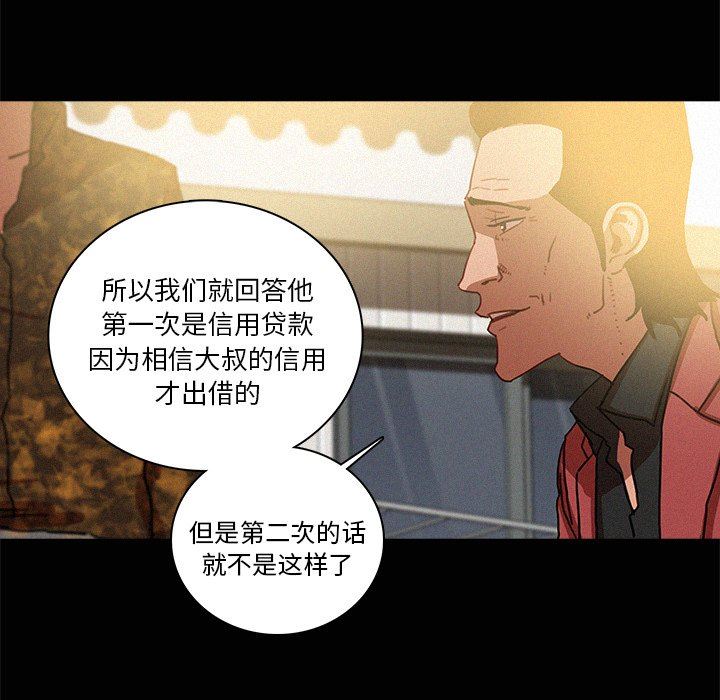 所以我们就回答他
第一次是信用贷款
因为相信大叔的信用
才出借的
但是第二次的话
就不是这样了